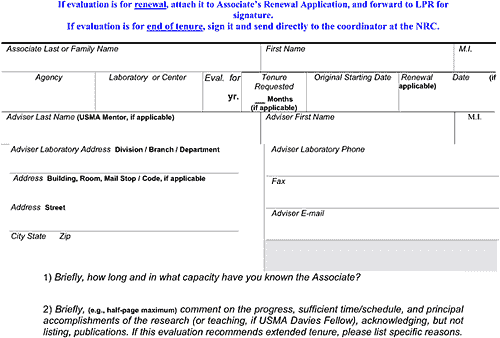 If evaluation is for renewal, attach it to Associate's Renewal Application, and forward to LPR for
signature.
If evaluation is for end of tenure, sign it and send directly to the coordinator at the NRC.
Associate Last or Family Name First Name M.I.
Agency Laboratory or Center Eval. for Tenure Original Starting Date Renewal Date (if
yr. Requested applicable)
___ Months
(if applicable)
Adviser Last Name (USMA Mentor, if applicable) Adviser First Name M.I.
Adviser Laboratory Address Division / Branch / Department Adviser Laboratory Phone
Address Building, Room, Mail Stop / Code, if applicable Fax
Address Street Adviser E-mail
City State Zip
1) Briefly, how long and in what capacity have you known the Associate?
2) Briefly, (e.g., half-page maximum) comment on the progress, sufficient time/schedule, and principal
accomplishments of the research (or teaching, if USMA Davies Fellow), acknowledging, but not
listing, publications. If this evaluation recommends extended tenure, please list specific reasons.